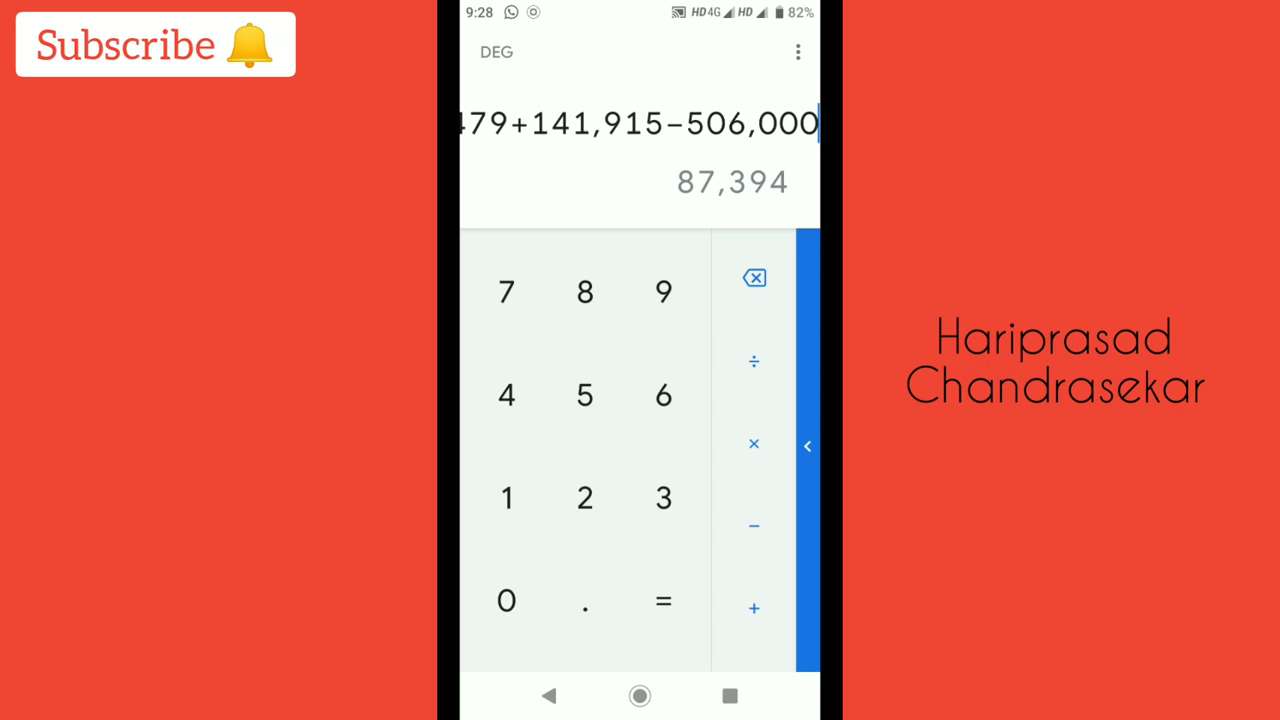 Subscribe
9:28 HD 4G HD 82%
DEG
479+141,915−506,000
87,394
7 8 9
÷
4 5 6
×
1 2 3
−
0 . =
+
Hariprasad
Chandrasekar